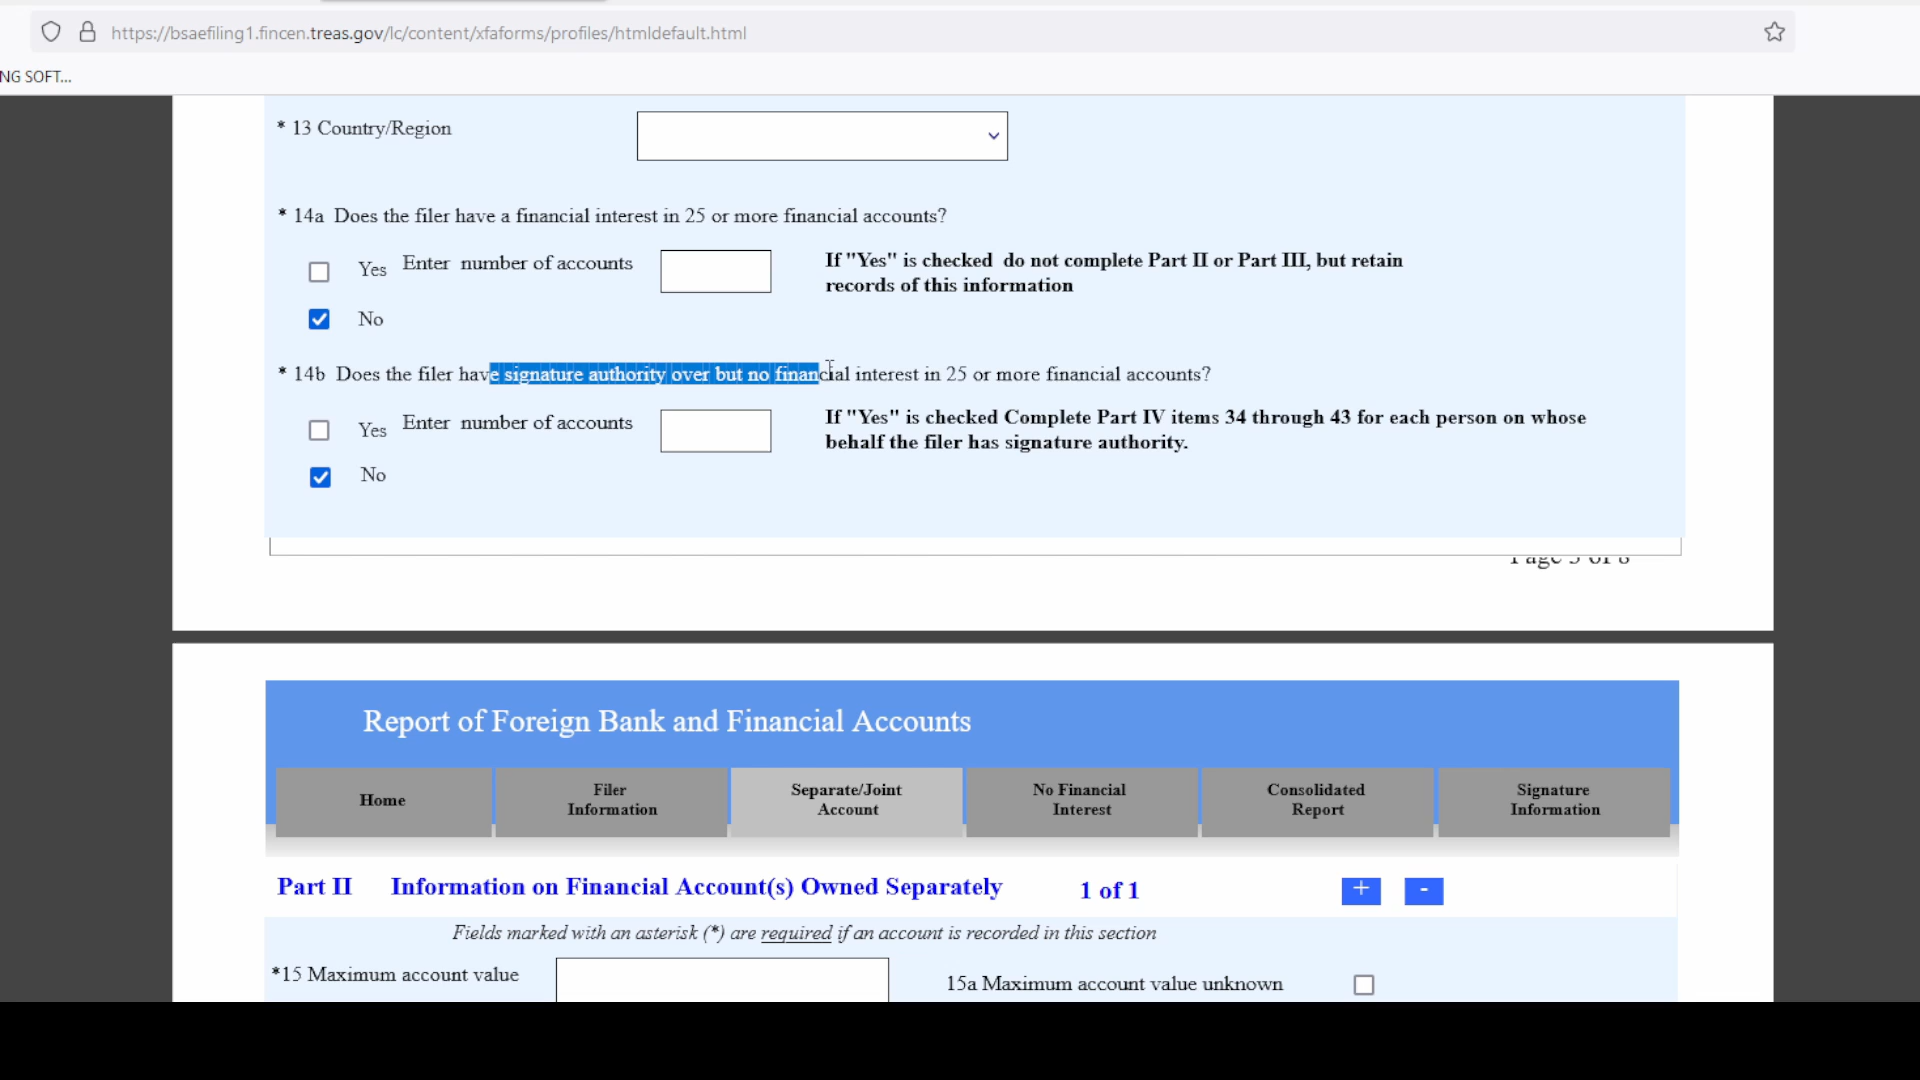 https://bsaefiling1.fincen.treas.gov/lc/content/xfaforms/profiles/htmldefault.html
NG SOFT...
* 13 Country/Region
* 14a Does the filer have a financial interest in 25 or more financial accounts?
Yes Enter number of accounts
If "Yes" is checked do not complete Part II or Part III, but retain
records of this information
No
* 14b Does the filer have signature authority over but no financial interest in 25 or more financial accounts?
Yes Enter number of accounts
If "Yes" is checked Complete Part IV items 34 through 43 for each person on whose
behalf the filer has signature authority.
No
Report of Foreign Bank and Financial Accounts
Home
Filer
Information
Separate/Joint
Account
No Financial
Interest
Consolidated
Report
Signature
Information
Part II Information on Financial Account(s) Owned Separately 1 of 1 + -
Fields marked with an asterisk (*) are required if an account is recorded in this section
*15 Maximum account value
15a Maximum account value unknown